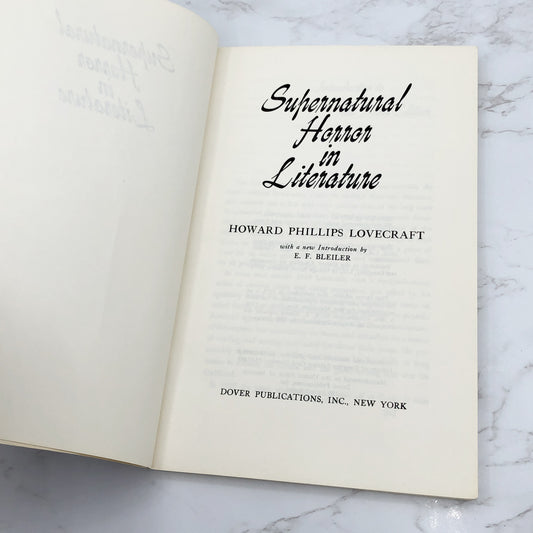 Supernatural
Horror
in
Literature
HOWARD PHILLIPS LOVECRAFT
with a new Introduction by
E. F. BLEILER
DOVER PUBLICATIONS, INC., NEW YORK